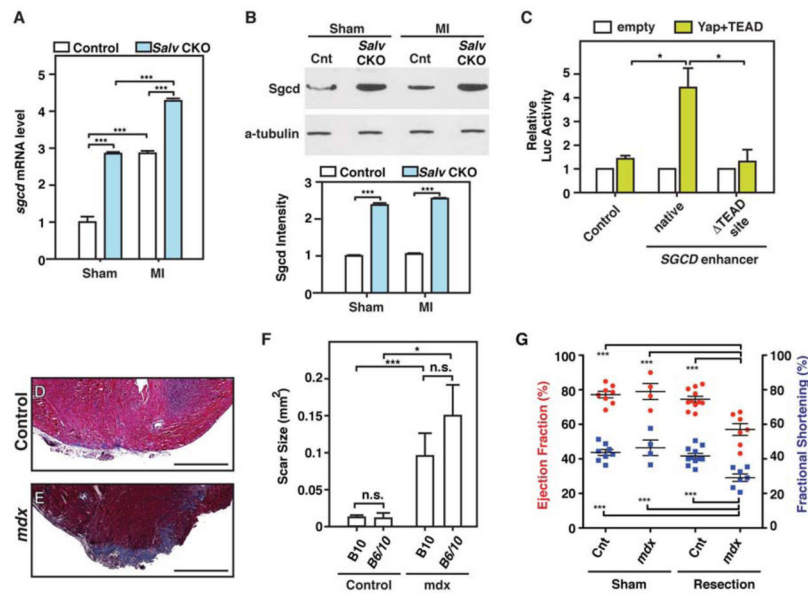 A
Control
Salv CKO
sgcd mRNA level
5
4
3
2
1
0
***
***
***
***
Sham
MI
B
Sham
MI
Cnt
Salv
CKO
Cnt
Salv
CKO
Sgcd
a-tubulin
Control
Salv CKO
Sgcd Intensity
3
2
1
0
***
***
Sham
MI
C
empty
Yap+TEAD
Relative
Luc Activity
5
4
3
2
1
0
*
*
Control
native
ΔTEAD
site
SGCD enhancer
D
Control
E
mdx
F
Scar Size (mm²)
0.2
0.15
0.1
0.05
0
*
***
n.s.
n.s.
B10
B6/10
B10
B6/10
Control
mdx
G
Ejection Fraction (%)
100
80
60
40
20
0
***
***
***
***
***
***
100
80
60
40
20
0
Fractional Shortening (%)
Cnt
mdx
Cnt
mdx
Sham
Resection